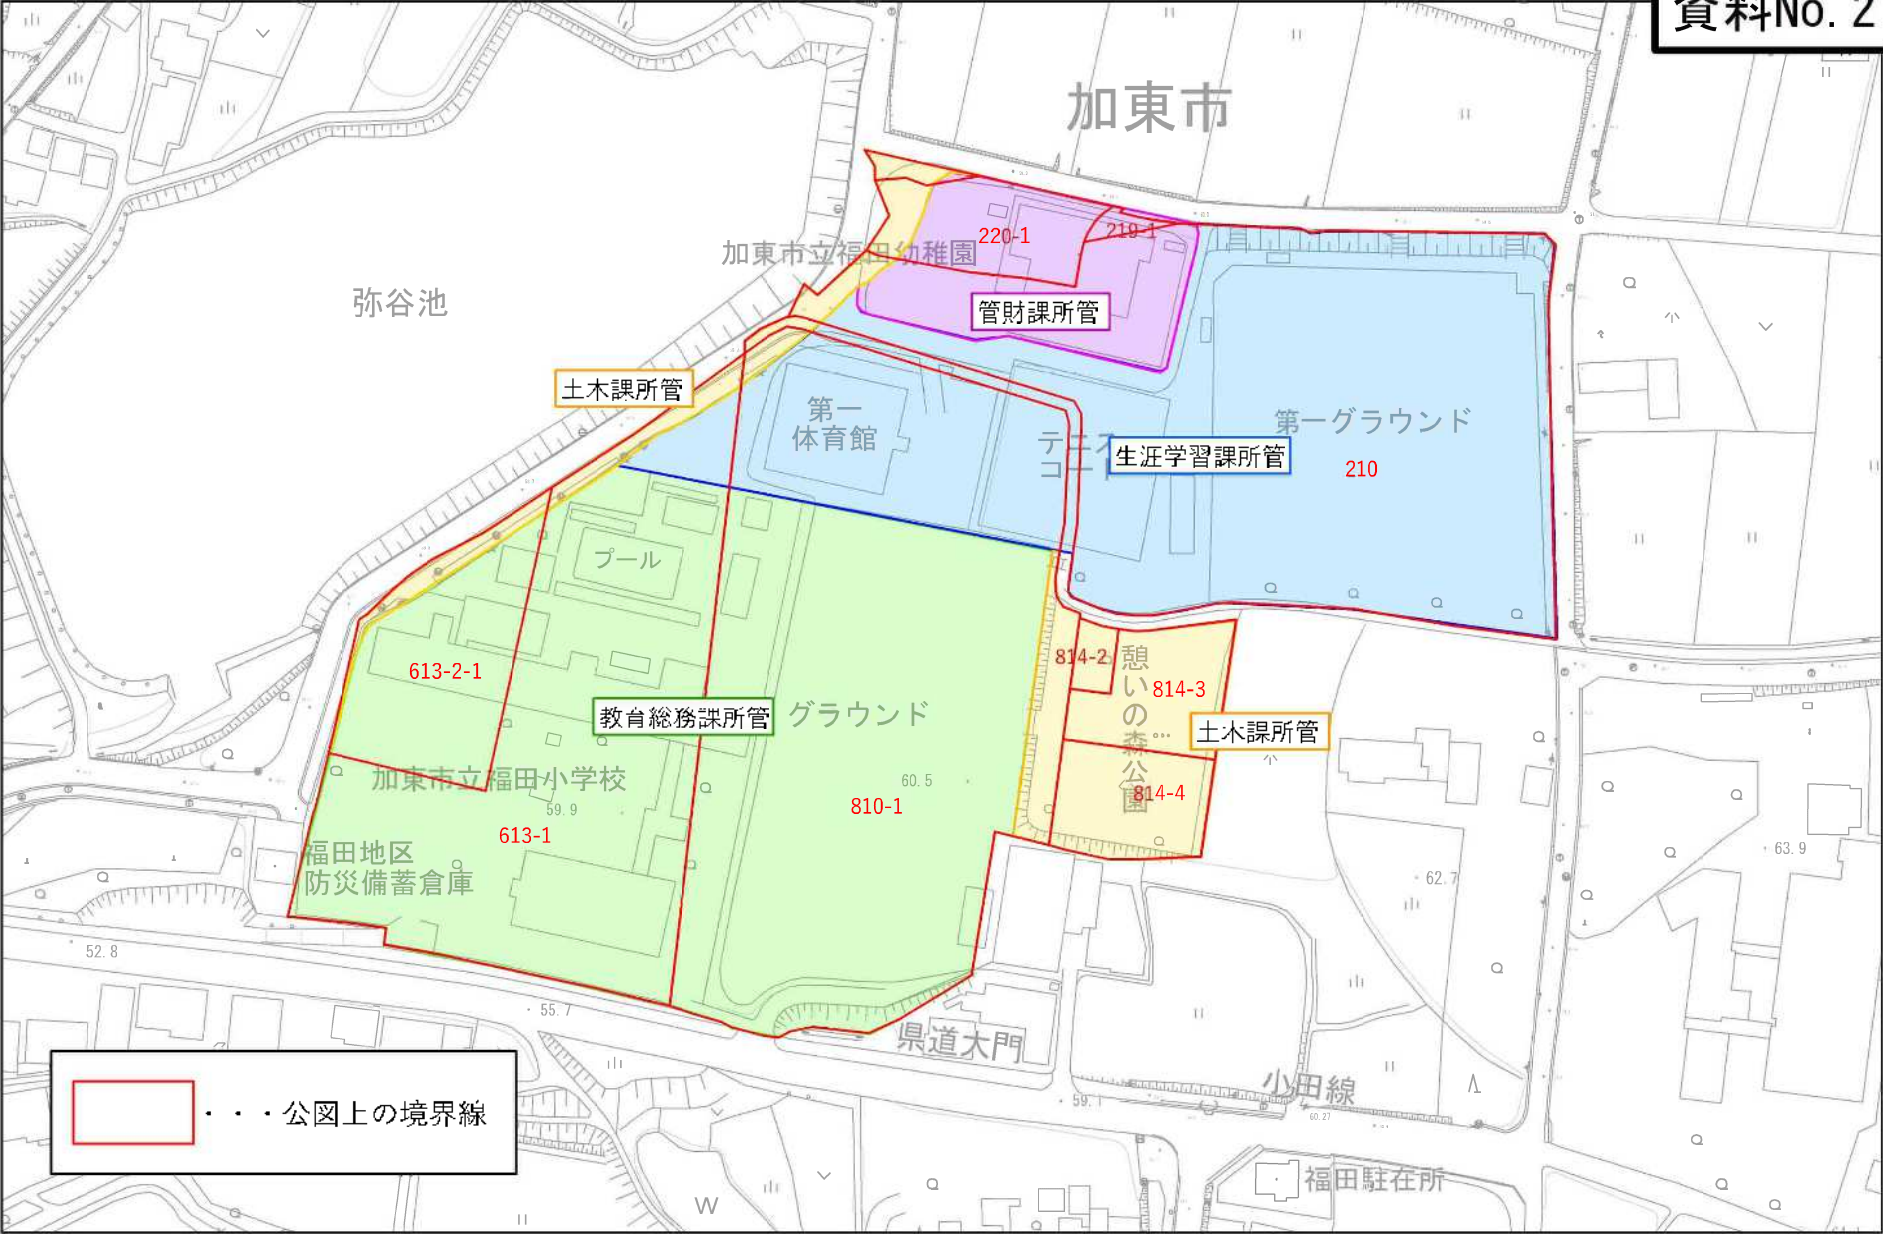 資料No.2
加東市
220-1
219-1
加東市立福田幼稚園
弥谷池
管財課所管
土木課所管
第一
体育館
テニス
コート
生涯学習課所管
第一グラウンド
210
プール
613-2-1
814-2
814-3
憩いの森公園
教育総務課所管
グラウンド
土木課所管
加東市立福田小学校
59.9
60.5
810-1
814-4
613-1
福田地区
防災備蓄倉庫
63.9
62.7
52.8
55.7
県道大門
小田線
59.1
60.27
・・・公図上の境界線
福田駐在所